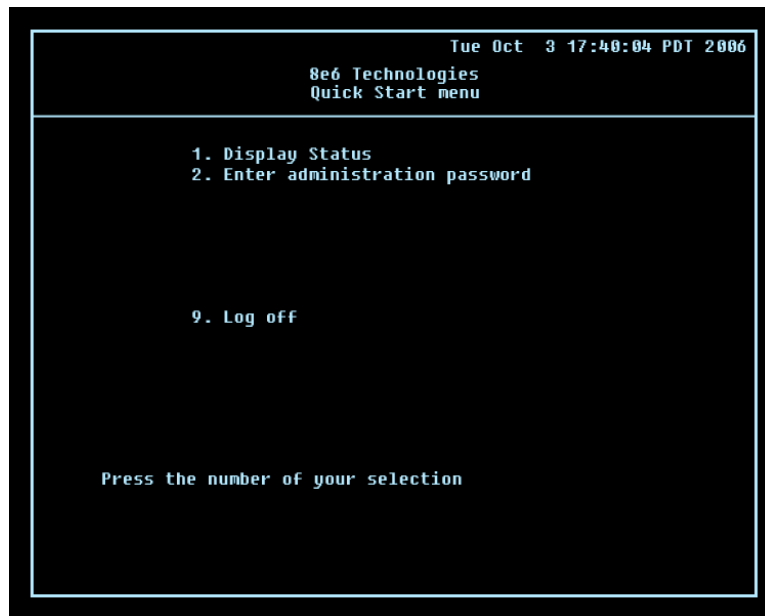 Tue Oct  3 17:40:04 PDT 2006
8e6 Technologies
Quick Start menu
1. Display Status
2. Enter administration password
9. Log off
Press the number of your selection